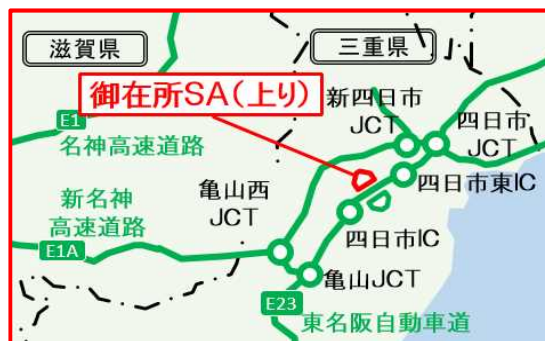 滋賀県
三重県
御在所SA(上り)
E1
名神高速道路
新四日市
JCT
四日市
JCT
四日市東IC
新名神
高速道路
亀山西
JCT
E1A
四日市IC
亀山JCT
E23
東名阪自動車道